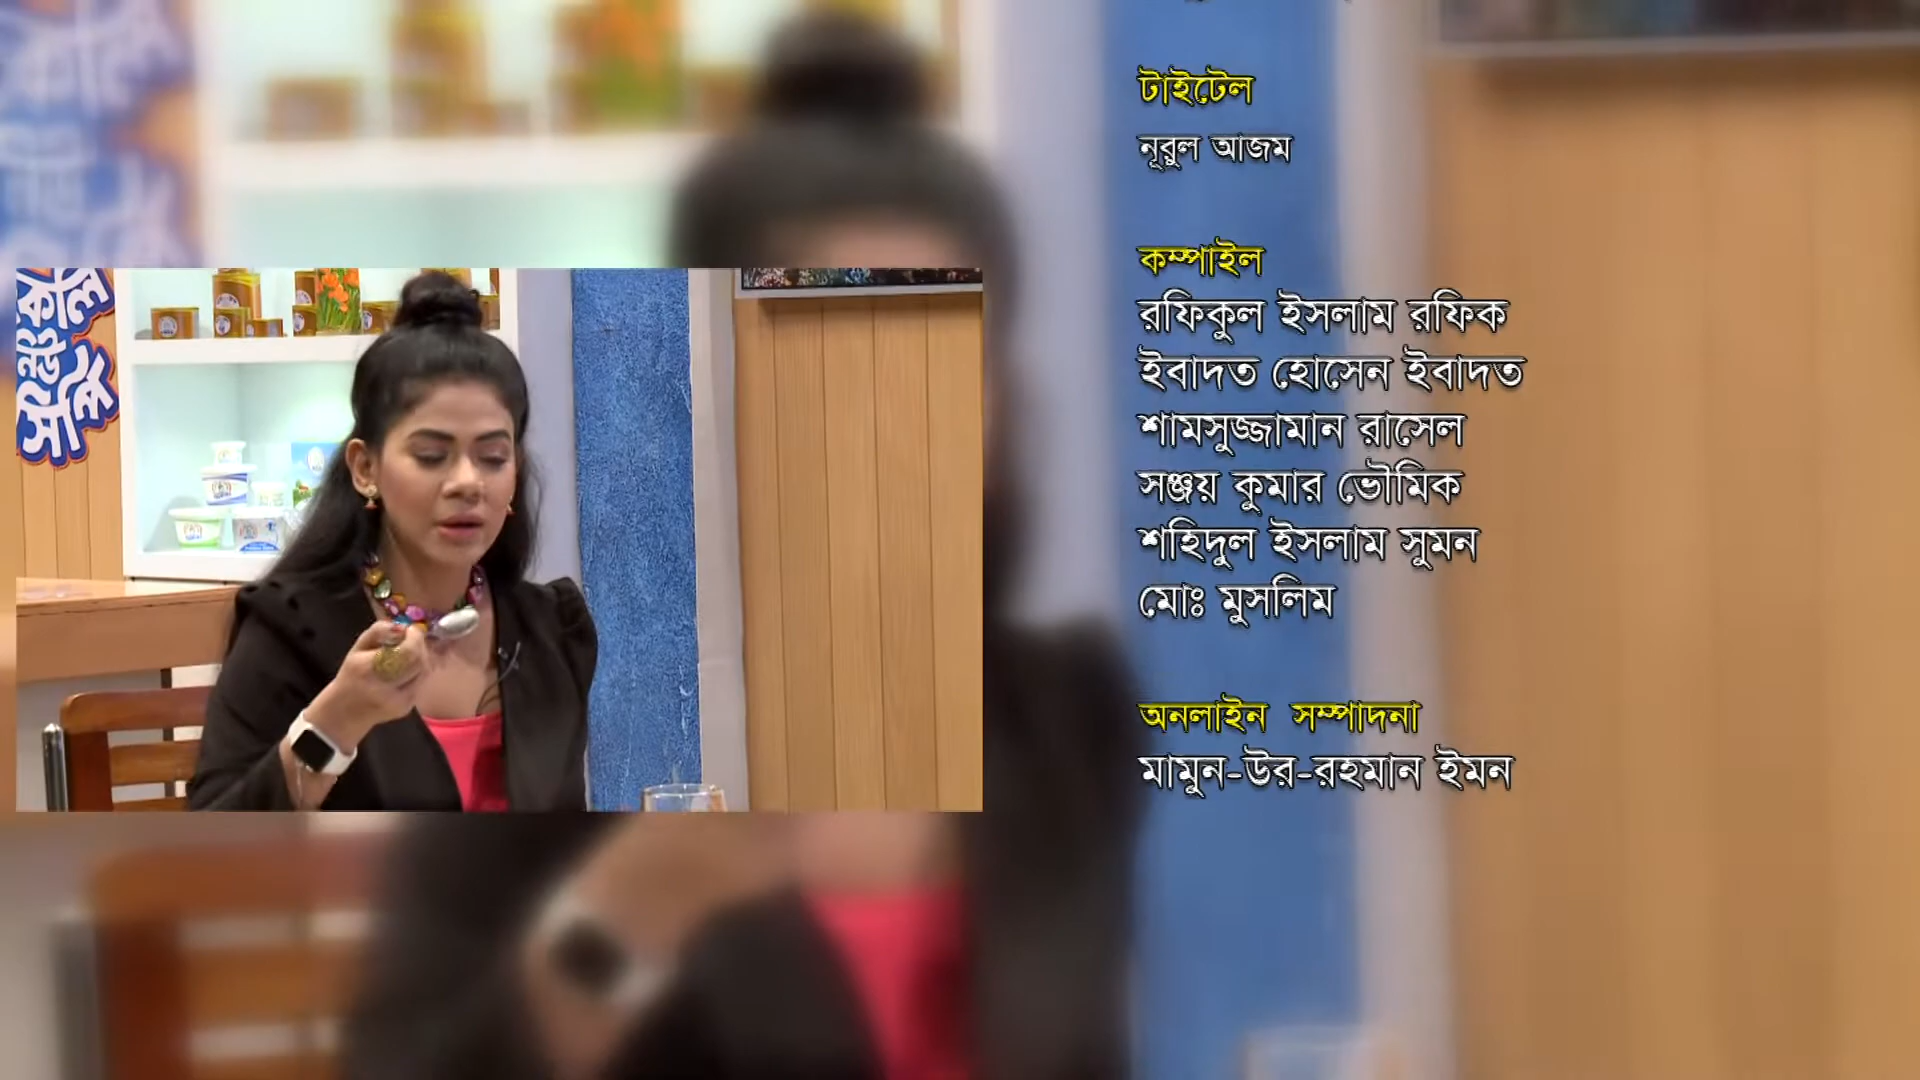 টাইটেল
নূরুল আজম
কম্পাইল
রফিকুল ইসলাম রফিক
ইবাদত হোসেন ইবাদত
শামসুজ্জামান রাসেল
সঞ্জয় কুমার ভৌমিক
শহিদুল ইসলাম সুমন
মোঃ মুসলিম
অনলাইন সম্পাদনা
মামুন-উর-রহমান ইমন